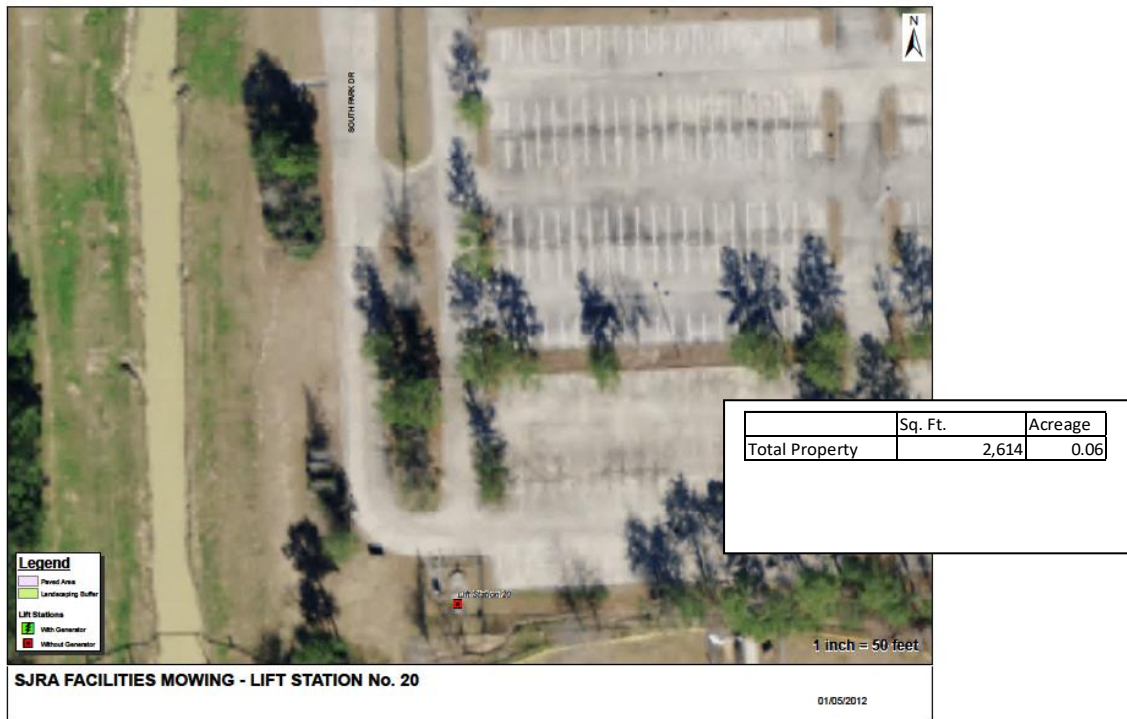 N
SOUTH PARK DR
Sq. Ft. Acreage
Total Property 2,614 0.06
Legend
Paved Area
Landscaping Buffer
Lift Stations
With Generator
Without Generator
Lift Station 20
1 inch = 50 feet
SJRA FACILITIES MOWING - LIFT STATION No. 20
01/05/2012